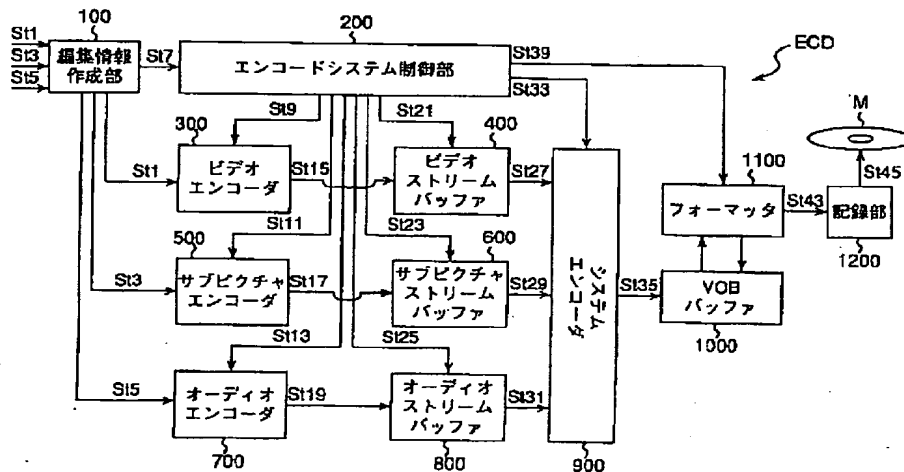 100
200
ECD
St1
St3
St5
編集情報
作成部
St7
エンコードシステム制御部
St39
St33
M
St9
St21
300
400
St1
ビデオ
エンコーダ
St15
ビデオ
ストリーム
バッファ
St27
1100
フォーマッタ
St43
St45
記録部
1200
St11
St23
500
600
St3
サブピクチャ
エンコーダ
St17
サブピクチャ
ストリーム
バッファ
St29
システム
エンコーダ
St35
VOB
バッファ
1000
St13
St25
St5
オーディオ
エンコーダ
St19
オーディオ
ストリーム
バッファ
St31
700
800
900